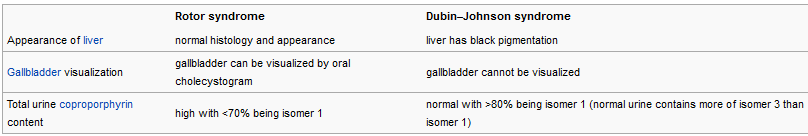 Rotor syndrome Dubin–Johnson syndrome
Appearance of liver normal histology and appearance liver has black pigmentation
Gallbladder visualization gallbladder can be visualized by oral cholecystogram gallbladder cannot be visualized
Total urine coproporphyrin content high with <70% being isomer 1 normal with >80% being isomer 1 (normal urine contains more of isomer 3 than isomer 1)